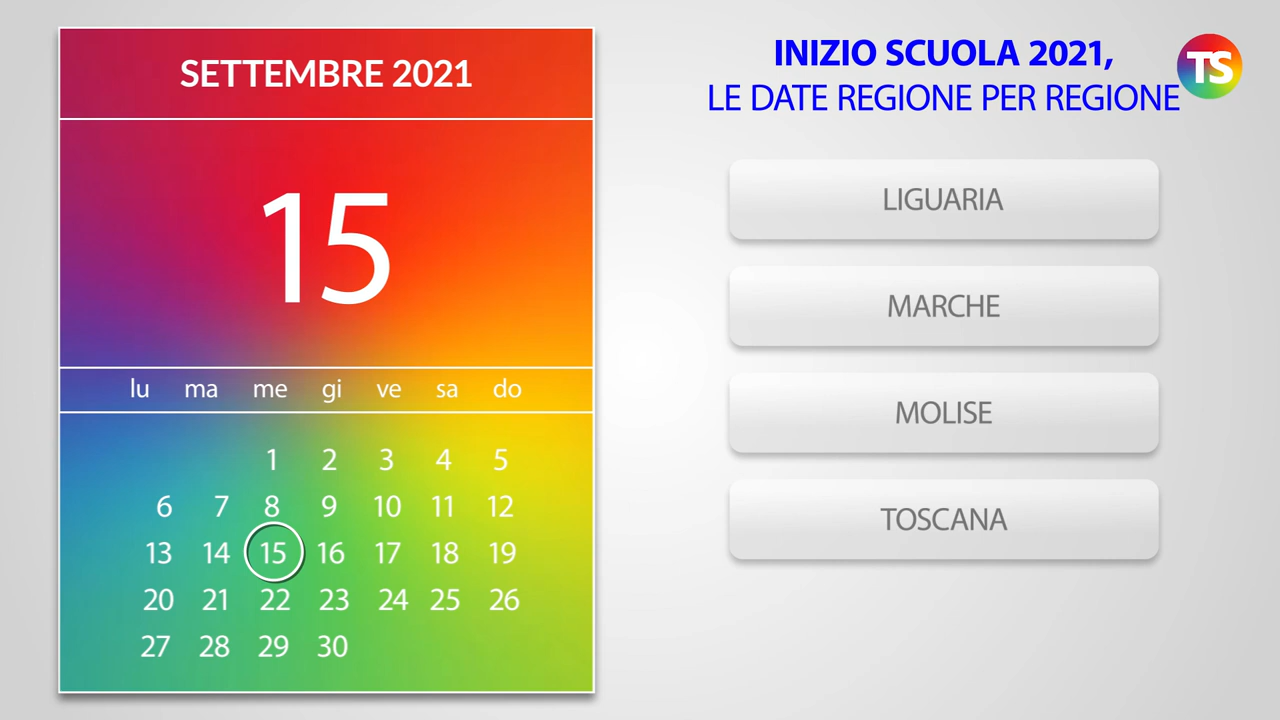 SETTEMBRE 2021
15
lu ma me gi ve sa do
1 2 3 4 5
6 7 8 9 10 11 12
13 14 15 16 17 18 19
20 21 22 23 24 25 26
27 28 29 30
INIZIO SCUOLA 2021,
LE DATE REGIONE PER REGIONE
TS
LIGUARIA
MARCHE
MOLISE
TOSCANA